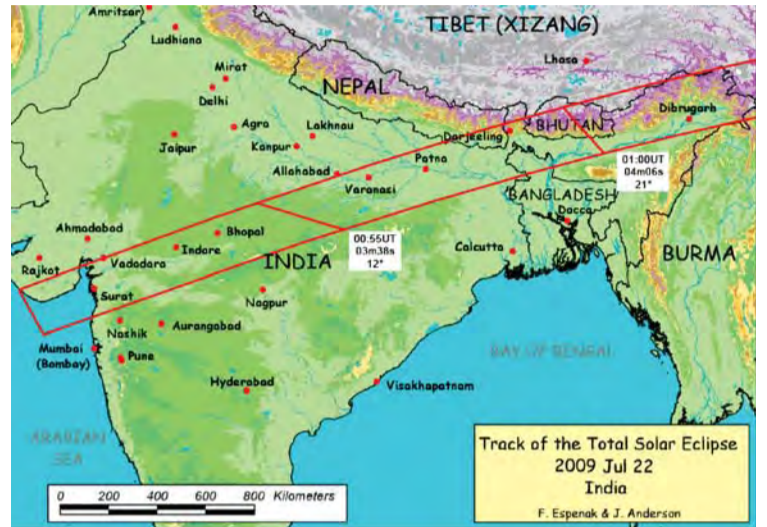 TIBET (XIZANG)
Amritsar
Ludhiana
Lhasa
Mirat
Delhi
NEPAL
Dibrugarh
Agra
Lakhnau
Darjeeling
BHUTAN
Jaipur
Kanpur
Patna
Allahabad
Varanasi
01:00UT
04m06s
21°
BANGLADESH
Dacca
Ahmadabad
Bhopal
Indore
00:55UT
03m38s
12°
Calcutta
BURMA
Rajkot
Vadodara
INDIA
Surat
Nagpur
Nashik
Aurangabad
Mumbai
(Bombay)
Pune
BAY OF BENGAL
Hyderabad
Visakhapatnam
ARABIAN
SEA
Track of the Total Solar Eclipse
2009 Jul 22
India
F. Espenak & J. Anderson
0 200 400 600 800 Kilometers